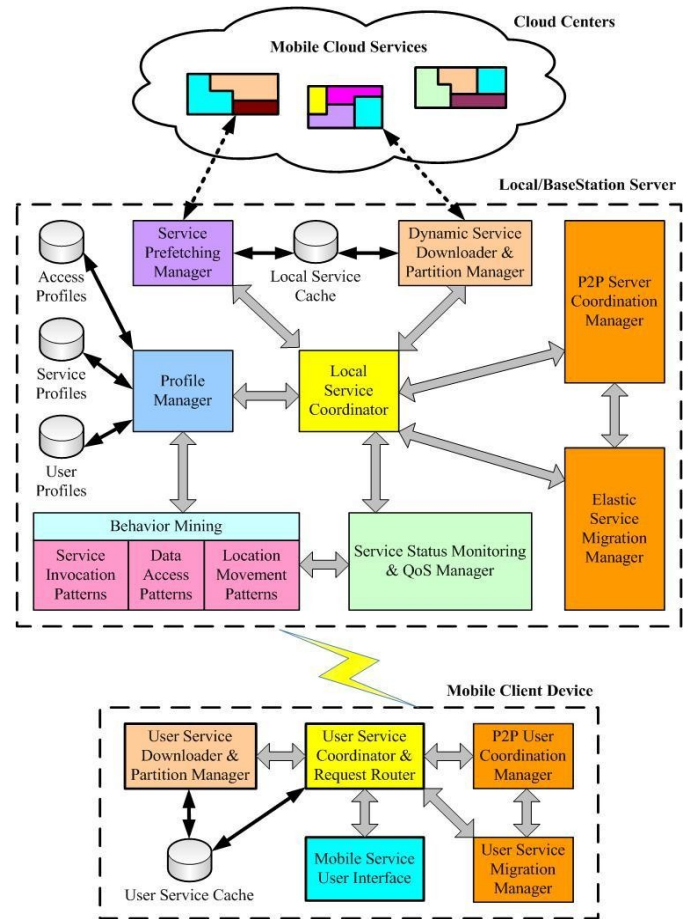 Cloud Centers
Mobile Cloud Services
Local/BaseStation Server
Access
Profiles
Service
Prefetching
Manager
Local Service
Cache
Dynamic Service
Downloader &
Partition Manager
P2P Server
Coordination
Manager
Service
Profiles
Profile
Manager
Local
Service
Coordinator
User
Profiles
Elastic
Service
Migration
Manager
Behavior Mining
Service
Invocation
Patterns
Data
Access
Patterns
Location
Movement
Patterns
Service Status Monitoring
& QoS Manager
Mobile Client Device
User Service
Downloader &
Partition Manager
User Service
Coordinator &
Request Router
P2P User
Coordination
Manager
User Service Cache
Mobile Service
User Interface
User Service
Migration
Manager